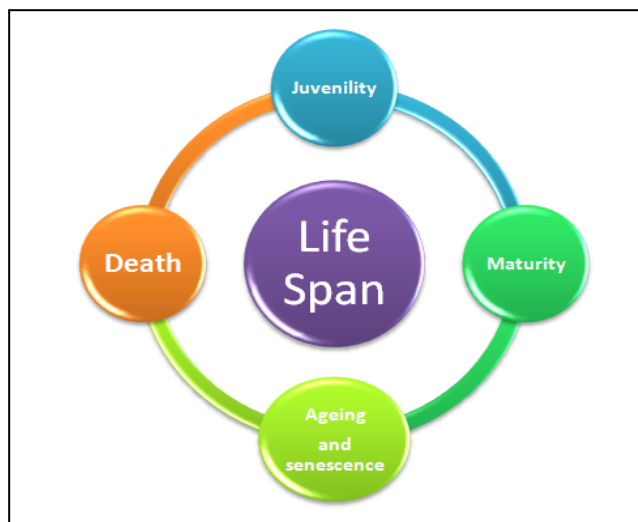 Juvenility
Death
Life
Span
Maturity
Ageing
and
senescence